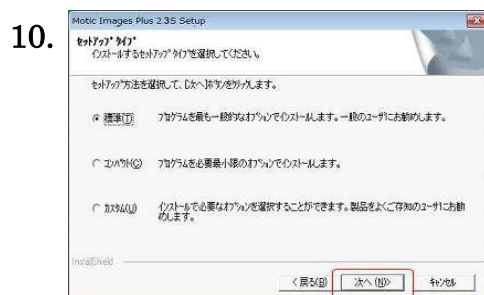 10.
Motic Images Plus 2.3S Setup
セットアップ タイプ
インストールするセットアップ タイプを選択してください。
セットアップ方法を選択して、[次へ]ボタンをクリックします。
標準(T)
プログラムを最も一般的なオプションでインストールします。一般のユーザにお勧めします。
コンパクト(C)
プログラムを必要最小限のオプションでインストールします。
カスタム(U)
インストールで必要なオプションを選択することができます。製品をよくご存知のユーザにお勧
めします。
InstallShield
< 戻る(B)
次へ (N)>
キャンセル